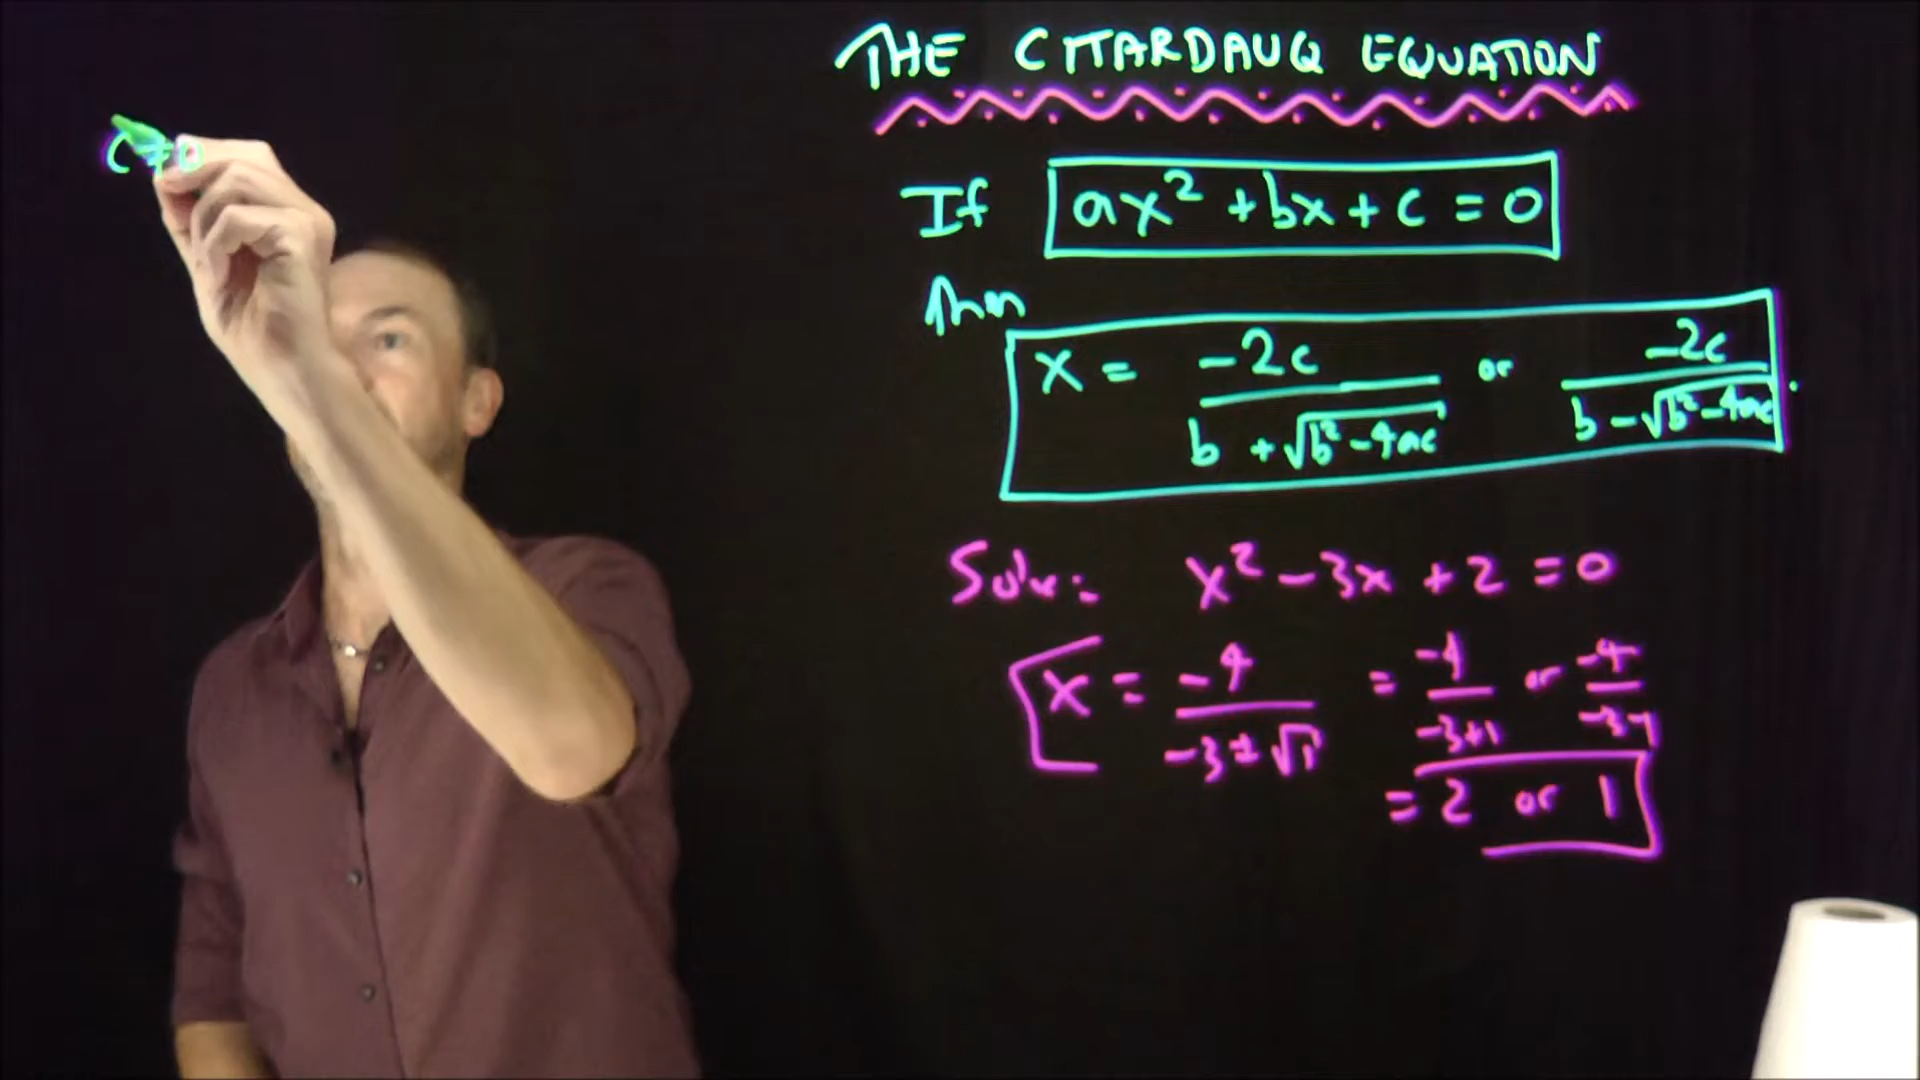 THE CITARDAUQ EQUATION
c≠0
If ax² + bx + c = 0
Then
x = -2c / b + √b² - 4ac or -2c / b - √b² - 4ac .
Solve: x² - 3x + 2 = 0
x = -4 / -3 ± √1 = -4 / -3+1 or -4 / -3-1
= 2 or 1